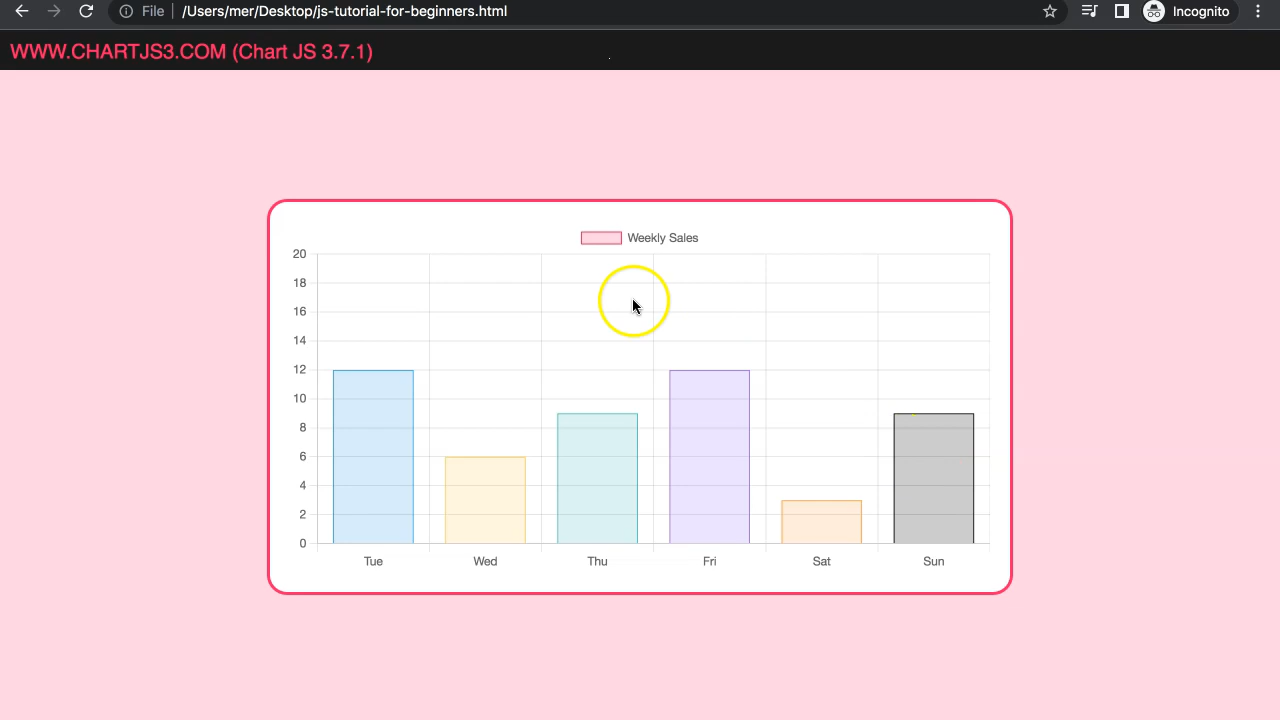 File /Users/mer/Desktop/js-tutorial-for-beginners.html Incognito
WWW.CHARTJS3.COM (Chart JS 3.7.1)
Weekly Sales
20
18
16
14
12
10
8
6
4
2
0
Tue Wed Thu Fri Sat Sun